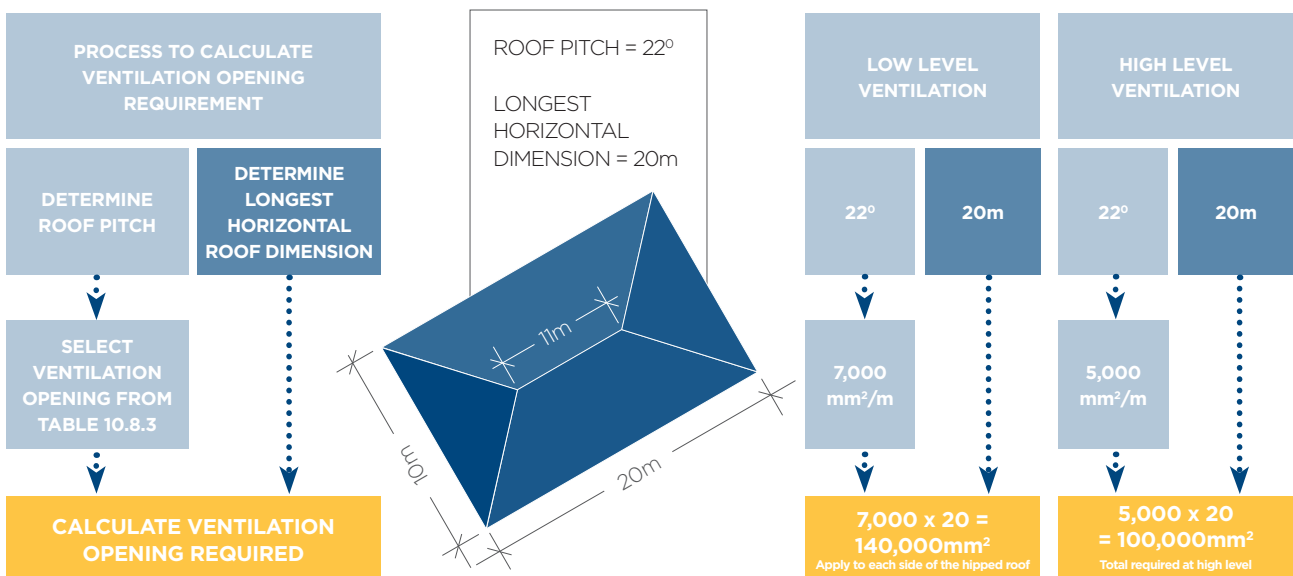 PROCESS TO CALCULATE
VENTILATION OPENING
REQUIREMENT
DETERMINE
ROOF PITCH
DETERMINE
LONGEST
HORIZONTAL
ROOF DIMENSION
SELECT
VENTILATION
OPENING FROM
TABLE 10.8.3
CALCULATE VENTILATION
OPENING REQUIRED
ROOF PITCH = 22⁰
LONGEST
HORIZONTAL
DIMENSION = 20m
11m
10m
20m
LOW LEVEL
VENTILATION
22⁰
20m
7,000
mm²/m
7,000 x 20 =
140,000mm²
Apply to each side of the hipped roof
HIGH LEVEL
VENTILATION
22⁰
20m
5,000
mm²/m
5,000 x 20
= 100,000mm²
Total required at high level